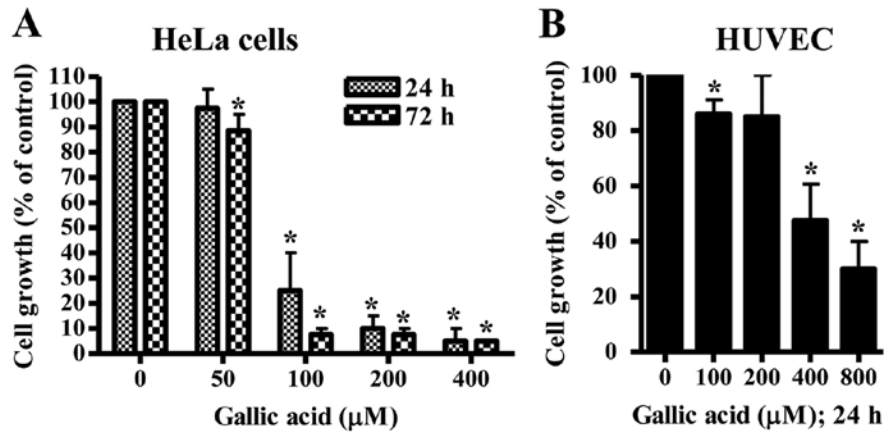 A
HeLa cells
Cell growth (% of control)
110
100
90
80
70
60
50
40
30
20
10
0
24 h
72 h
*
*
*
*
*
*
*
0 50 100 200 400
Gallic acid (μM)
B
HUVEC
Cell growth (% of control)
100
80
60
40
20
0
*
*
*
0 100 200 400 800
Gallic acid (μM); 24 h